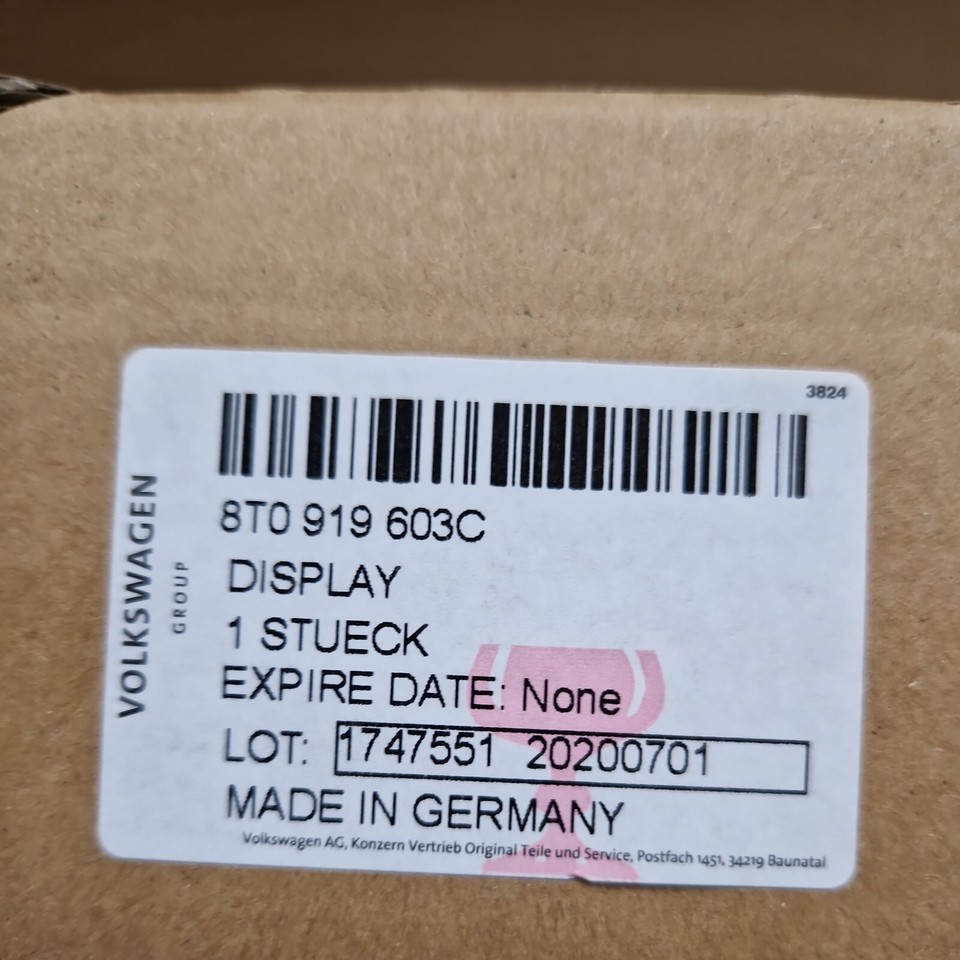 3824
8T0 919 603C
DISPLAY
1 STUECK
EXPIRE DATE: None
LOT: 1747551 20200701
MADE IN GERMANY
Volkswagen AG, Konzern Vertrieb Original Teile und Service, Postfach 1451, 34219 Baunatal
VOLKSWAGEN
GROUP